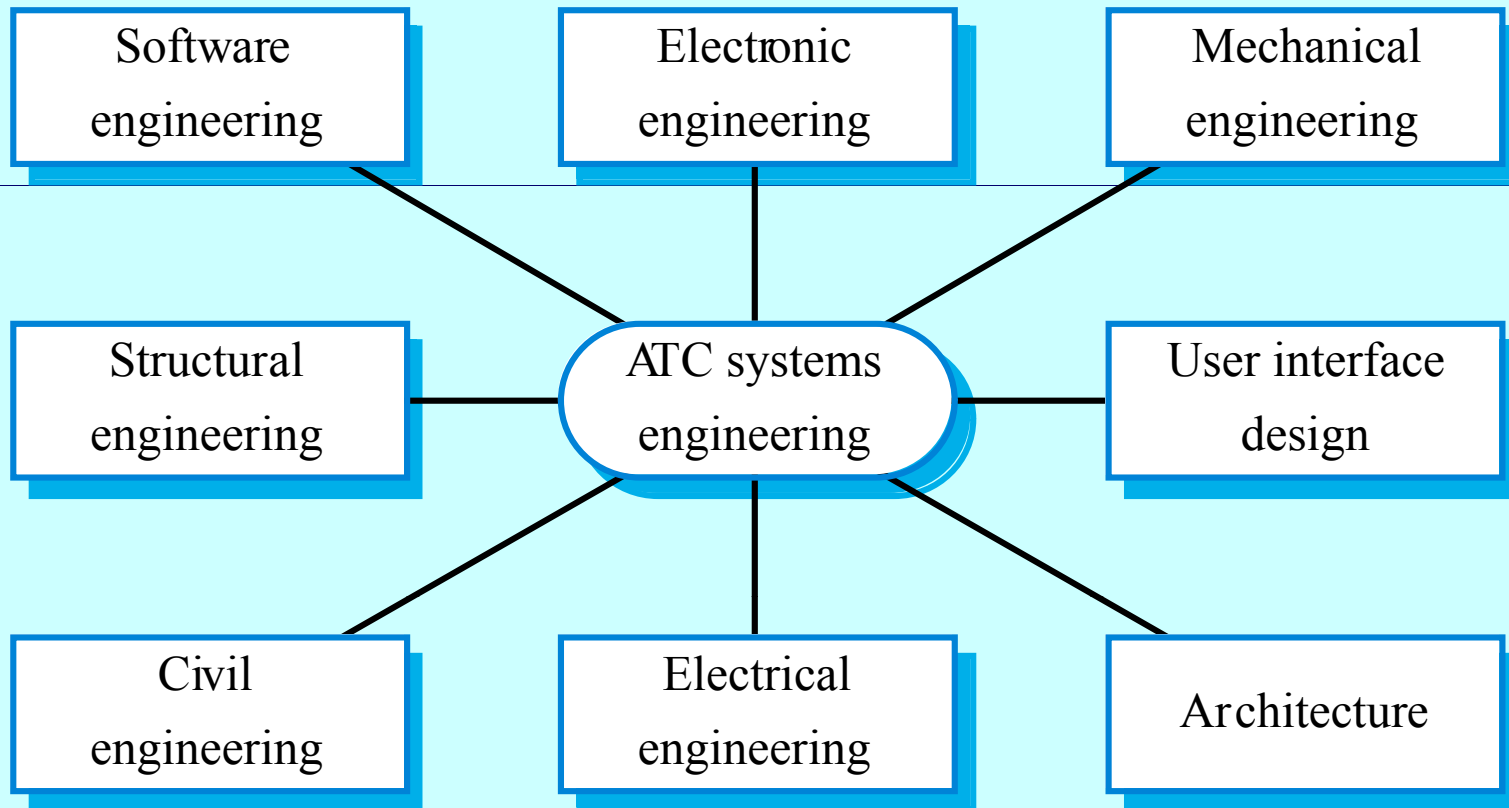 Software
engineering
Electronic
engineering
Mechanical
engineering
Structural
engineering
ATC systems
engineering
User interface
design
Civil
engineering
Electrical
engineering
Architecture